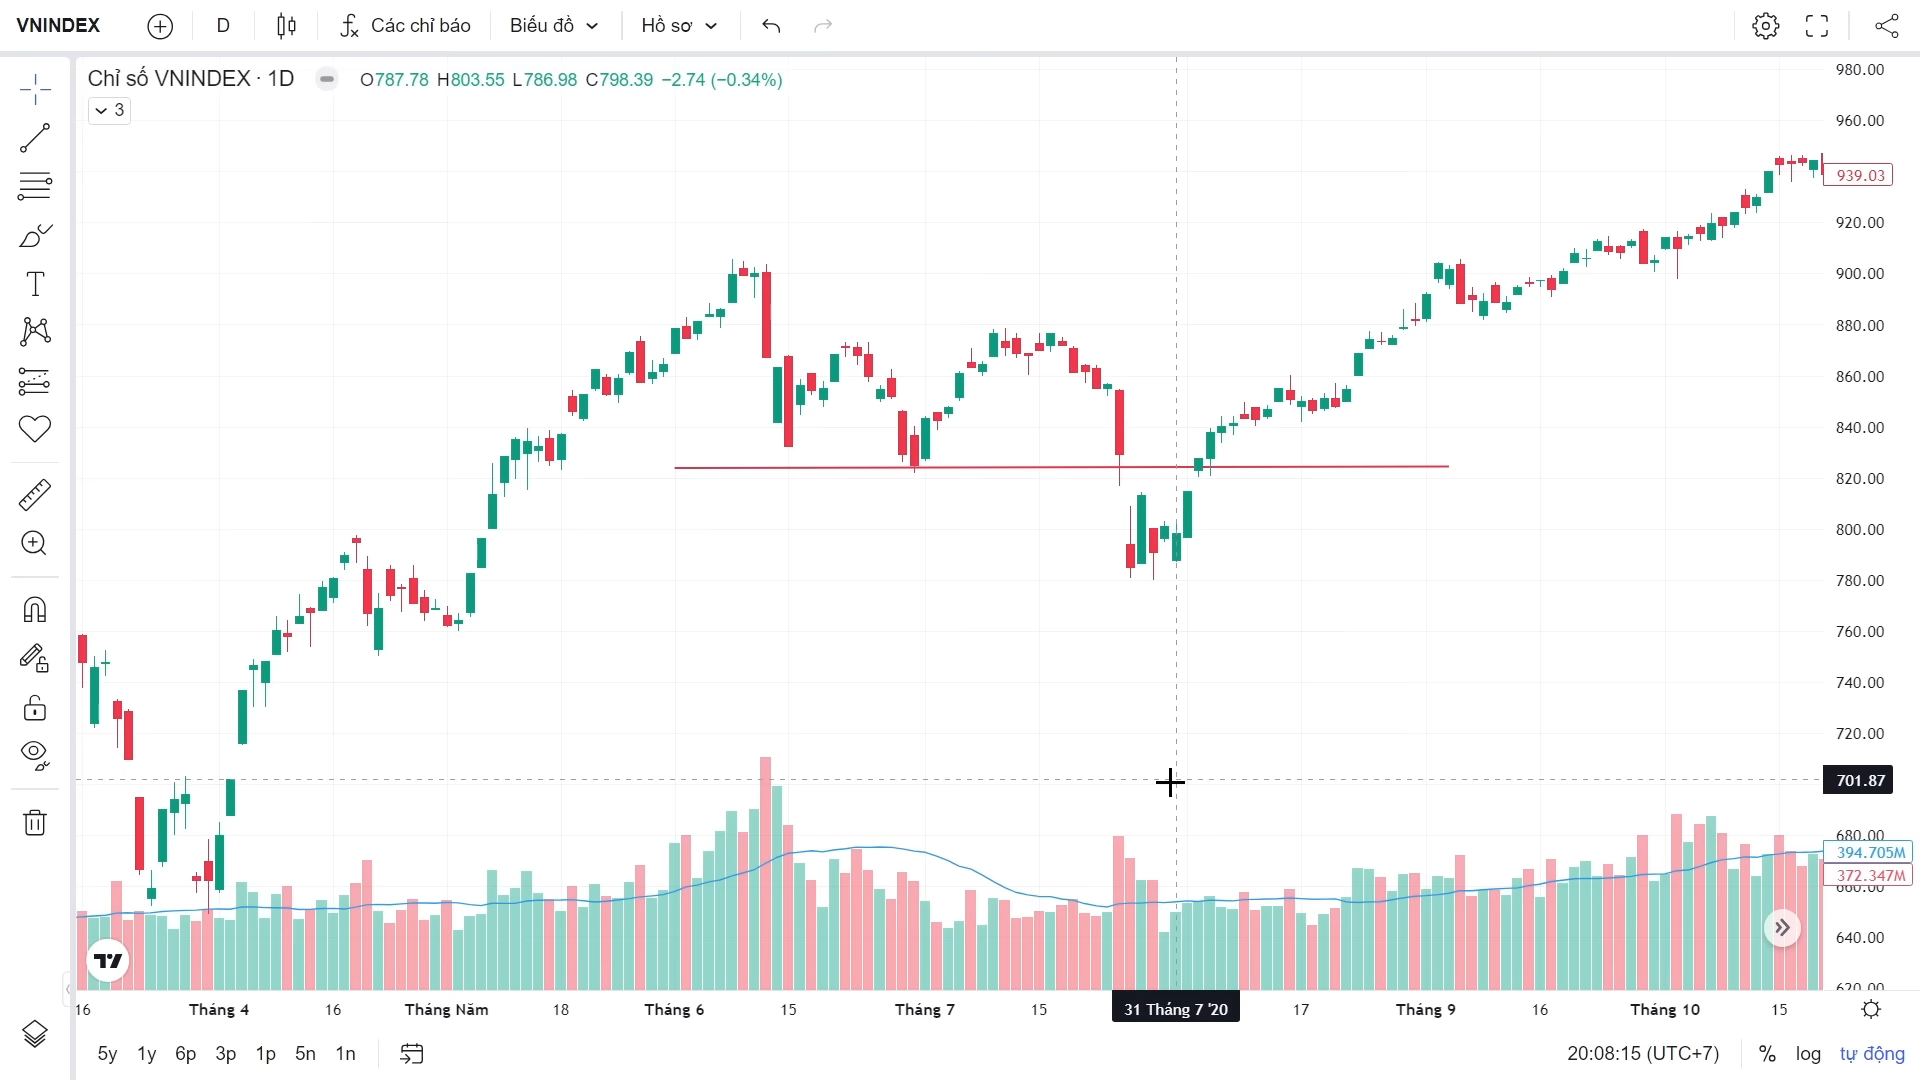 VNINDEX
D
Các chỉ báo
Biểu đồ
Hồ sơ
Chỉ số VNINDEX · 1D
O787.78 H803.55 L786.98 C798.39 −2.74 (−0.34%)
3
980.00
960.00
939.03
920.00
900.00
880.00
860.00
840.00
820.00
800.00
780.00
760.00
740.00
720.00
701.87
680.00
394.705M
372.347M
660.00
640.00
620.00
16 Tháng 4 16 Tháng Năm 18 Tháng 6 15 Tháng 7 15 31 Tháng 7 '20 17 Tháng 9 16 Tháng 10 15
5y 1y 6p 3p 1p 5n 1n
20:08:15 (UTC+7)
% log tự động